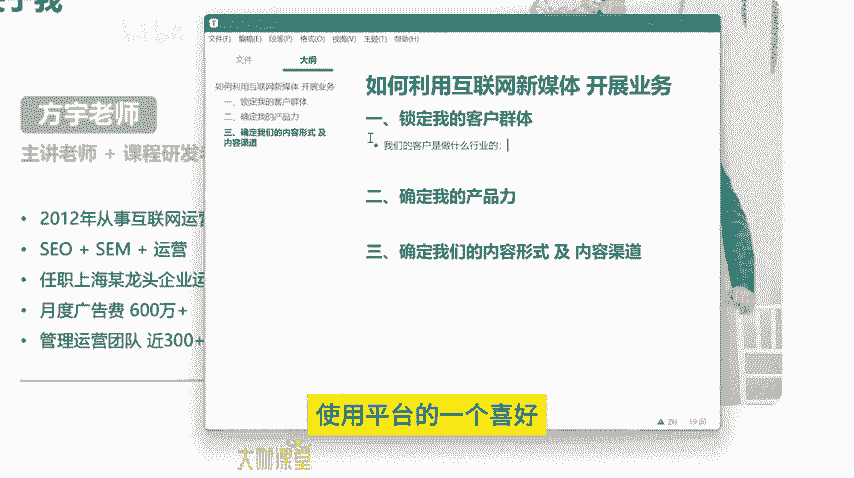 方宇老师
主讲老师 + 课程研发
2012年从事互联网运营
SEO + SEM + 运营
任职上海某龙头企业运
月度广告费 600万+
管理运营团队 近300+
文件(F) 编辑(E) 段落(P) 格式(O) 视图(V) 主题(T) 帮助(H)
文件 大纲
如何利用互联网新媒体 开展业务
一、锁定我的客户群体
二、确定我的产品力
三、确定我们的内容形式 及
内容渠道
如何利用互联网新媒体 开展业务
一、锁定我的客户群体
我们的客户是做什么行业的：
二、确定我的产品力
三、确定我们的内容形式 及 内容渠道
59 词
使用平台的一个喜好
大咖课堂